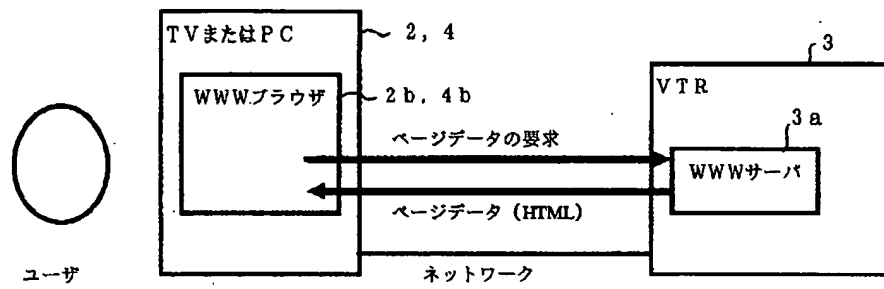 TVまたはPC
2, 4
3
WWWブラウザ
2b, 4b
VTR
3a
ページデータの要求
WWWサーバ
ページデータ (HTML)
ユーザ
ネットワーク